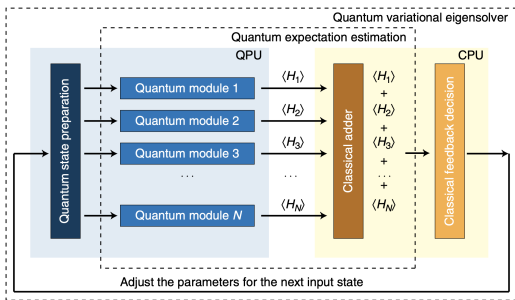 Quantum variational eigensolver
Quantum expectation estimation
QPU
CPU
Quantum state preparation
Quantum module 1
Quantum module 2
Quantum module 3
...
Quantum module N
⟨H1⟩
⟨H2⟩
⟨H3⟩
...
⟨HN⟩
Classical adder
⟨H1⟩
+
⟨H2⟩
+
⟨H3⟩
+
...
+
⟨HN⟩
Classical feedback decision
Adjust the parameters for the next input state